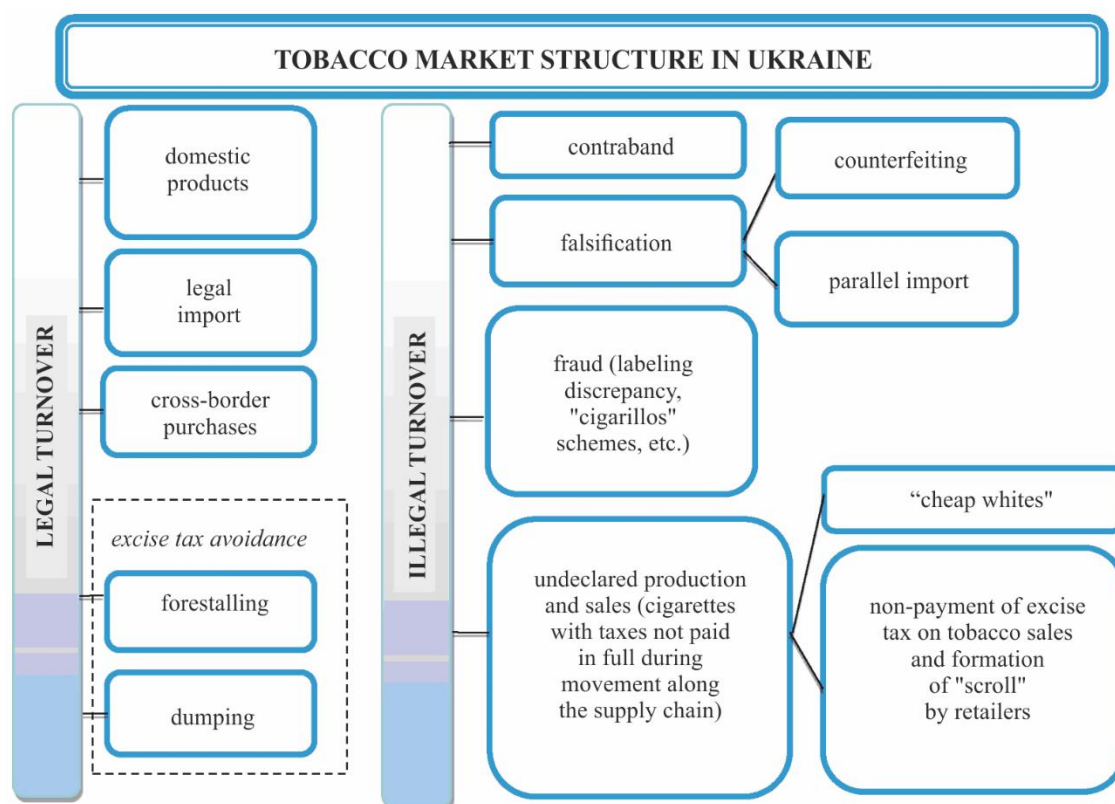 TOBACCO MARKET STRUCTURE IN UKRAINE
LEGAL TURNOVER
domestic
products
legal
import
cross-border
purchases
excise tax avoidance
forestalling
dumping
ILLEGAL TURNOVER
contraband
falsification
counterfeiting
parallel import
fraud (labeling
discrepancy,
"cigarillos"
schemes, etc.)
undeclared production
and sales (cigarettes
with taxes not paid
in full during
movement along
the supply chain)
“cheap whites"
non-payment of excise
tax on tobacco sales
and formation
of "scroll"
by retailers